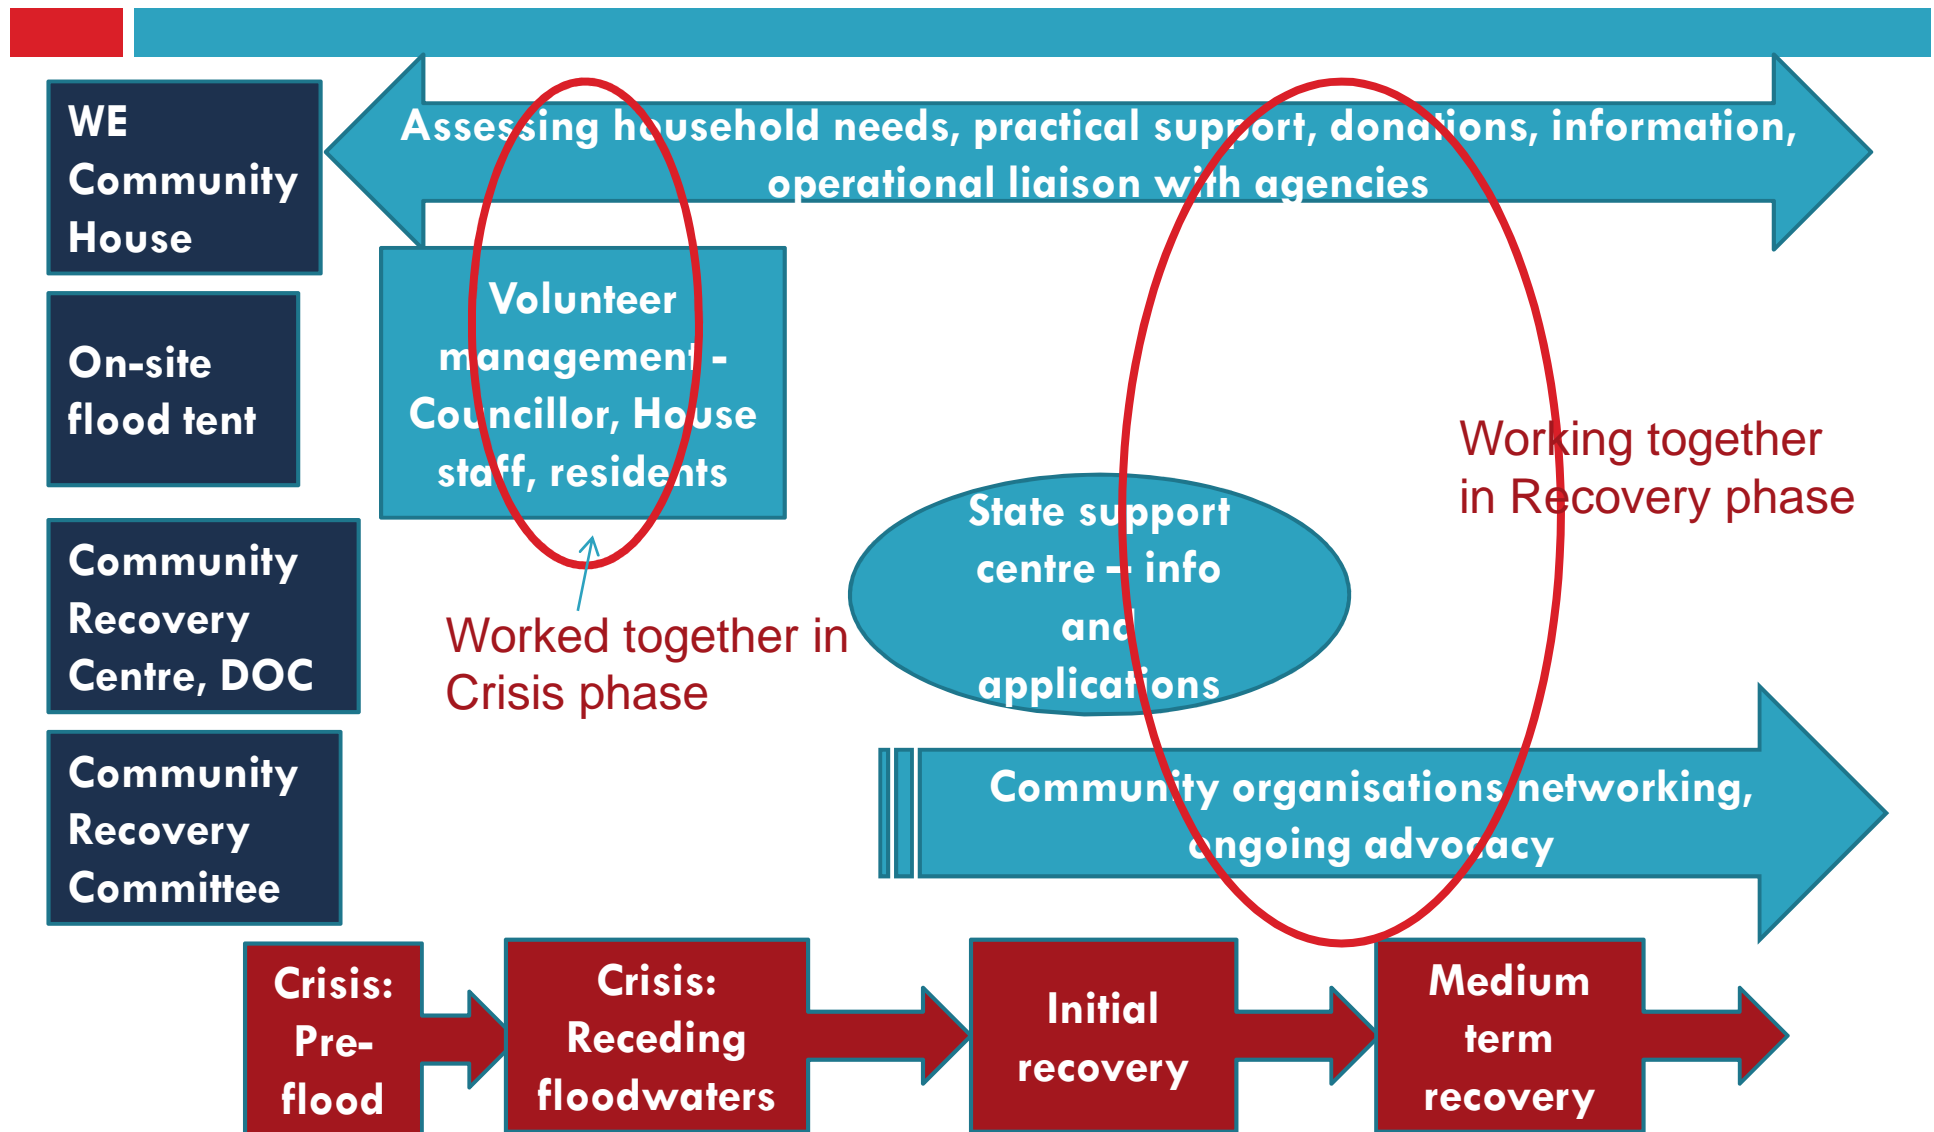 WE
Community
House
Assessing household needs, practical support, donations, information,
operational liaison with agencies
On-site
flood tent
Volunteer
management -
Councillor, House
staff, residents
Working together
in Recovery phase
Community
Recovery
Centre, DOC
State support
centre – info
and
applications
Worked together in
Crisis phase
Community
Recovery
Committee
Community organisations networking,
ongoing advocacy
Crisis:
Pre-
flood
Crisis:
Receding
floodwaters
Initial
recovery
Medium
term
recovery